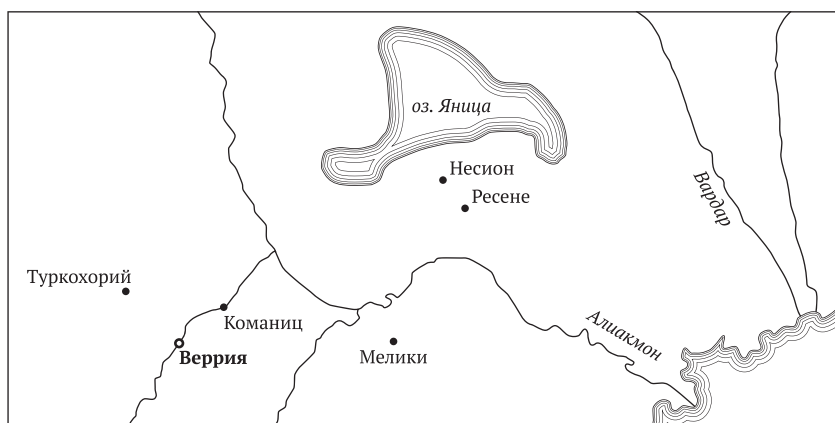 оз. Яница
Несион
Ресене
Вардар
Туркохорий
Команиц
Веррия
Мелики
Алиакмон